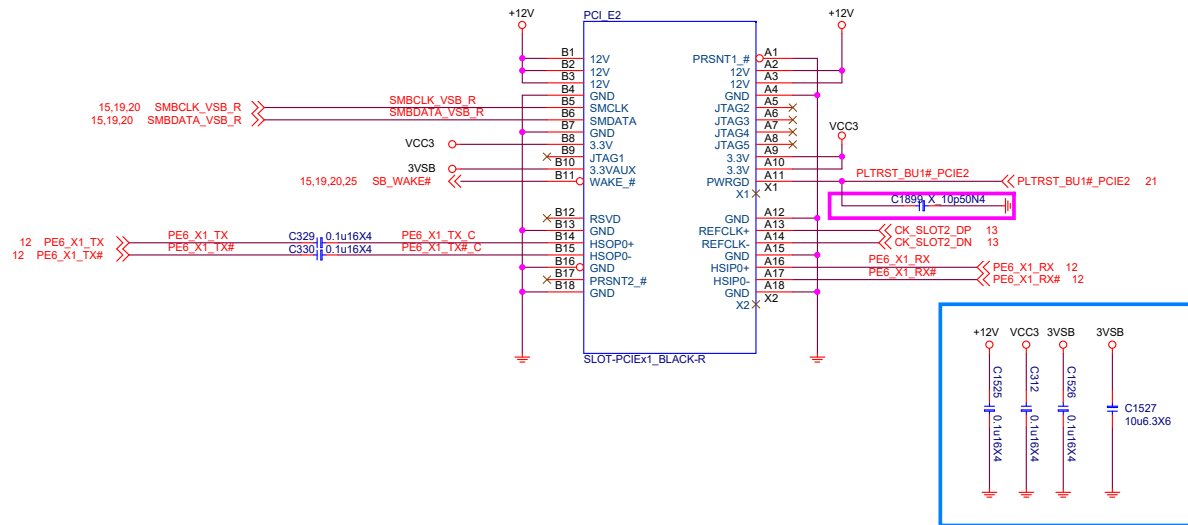 PCI_E2
+12V
+12V
B1 12V
B2 12V
B3 12V
B4 GND
15,19,20 SMBCLK_VSB_R SMBCLK_VSB_R B5 SMCLK
15,19,20 SMBDATA_VSB_R SMBDATA_VSB_R B6 SMDATA
B7 GND
VCC3 B8 3.3V
B9 JTAG1
3VSB B10 3.3VAUX
15,19,20,25 SB_WAKE# B11 WAKE_#
B12 RSVD
B13 GND
12 PE6_X1_TX PE6_X1_TX C329 0.1u16X4 PE6_X1_TX_C B14 HSOP0+
12 PE6_X1_TX# PE6_X1_TX# C330 0.1u16X4 PE6_X1_TX#_C B15 HSOP0-
B16 GND
B17 PRSNT2_#
B18 GND
PRSNT1_# A1
12V A2
12V A3
GND A4
JTAG2 A5
JTAG3 A6
JTAG4 A7
JTAG5 A8
VCC3
3.3V A9
3.3V A10
PWRGD A11 PLTRST_BU1#_PCIE2 PLTRST_BU1#_PCIE2 21
X1 X1
C1899 X_10p50N4
GND A12
REFCLK+ A13 CK_SLOT2_DP 13
REFCLK- A14 CK_SLOT2_DN 13
GND A15
HSIP0+ A16 PE6_X1_RX PE6_X1_RX 12
HSIP0- A17 PE6_X1_RX# PE6_X1_RX# 12
GND A18
X2 X2
SLOT-PCIEx1_BLACK-R
+12V VCC3 3VSB 3VSB
C1525 0.1u16X4
C312 0.1u16X4
C1526 0.1u16X4
C1527
10u6.3X6